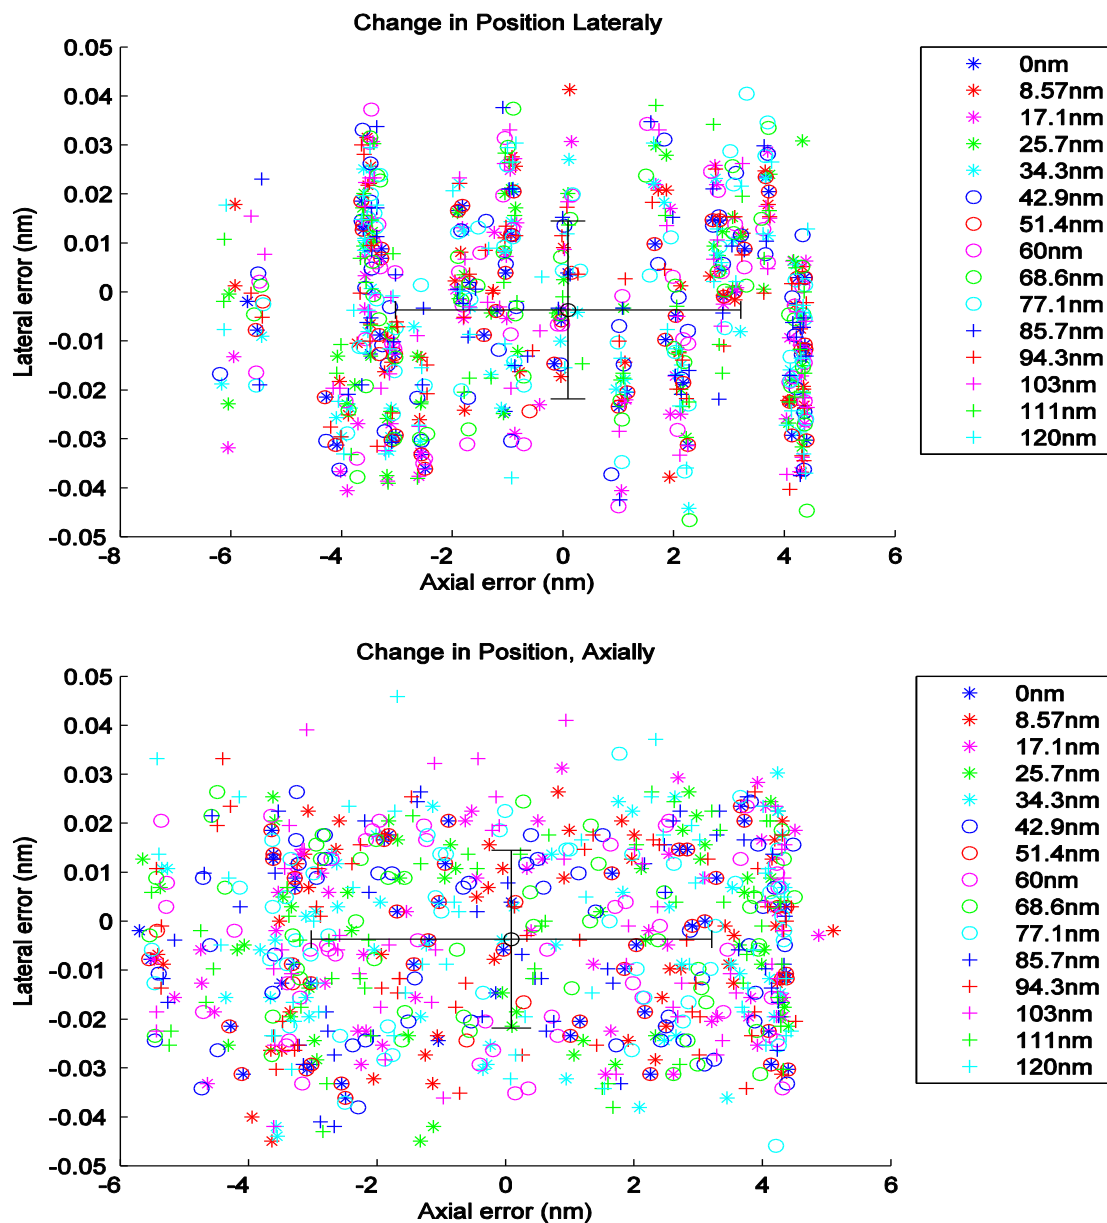 Change in Position Lateraly
0.05
0.04
0.03
0.02
0.01
0
-0.01
-0.02
-0.03
-0.04
-0.05
Lateral error (nm)
-8 -6 -4 -2 0 2 4 6
Axial error (nm)
0nm
8.57nm
17.1nm
25.7nm
34.3nm
42.9nm
51.4nm
60nm
68.6nm
77.1nm
85.7nm
94.3nm
103nm
111nm
120nm
Change in Position, Axially
0.05
0.04
0.03
0.02
0.01
0
-0.01
-0.02
-0.03
-0.04
-0.05
Lateral error (nm)
-6 -4 -2 0 2 4 6
Axial error (nm)
0nm
8.57nm
17.1nm
25.7nm
34.3nm
42.9nm
51.4nm
60nm
68.6nm
77.1nm
85.7nm
94.3nm
103nm
111nm
120nm